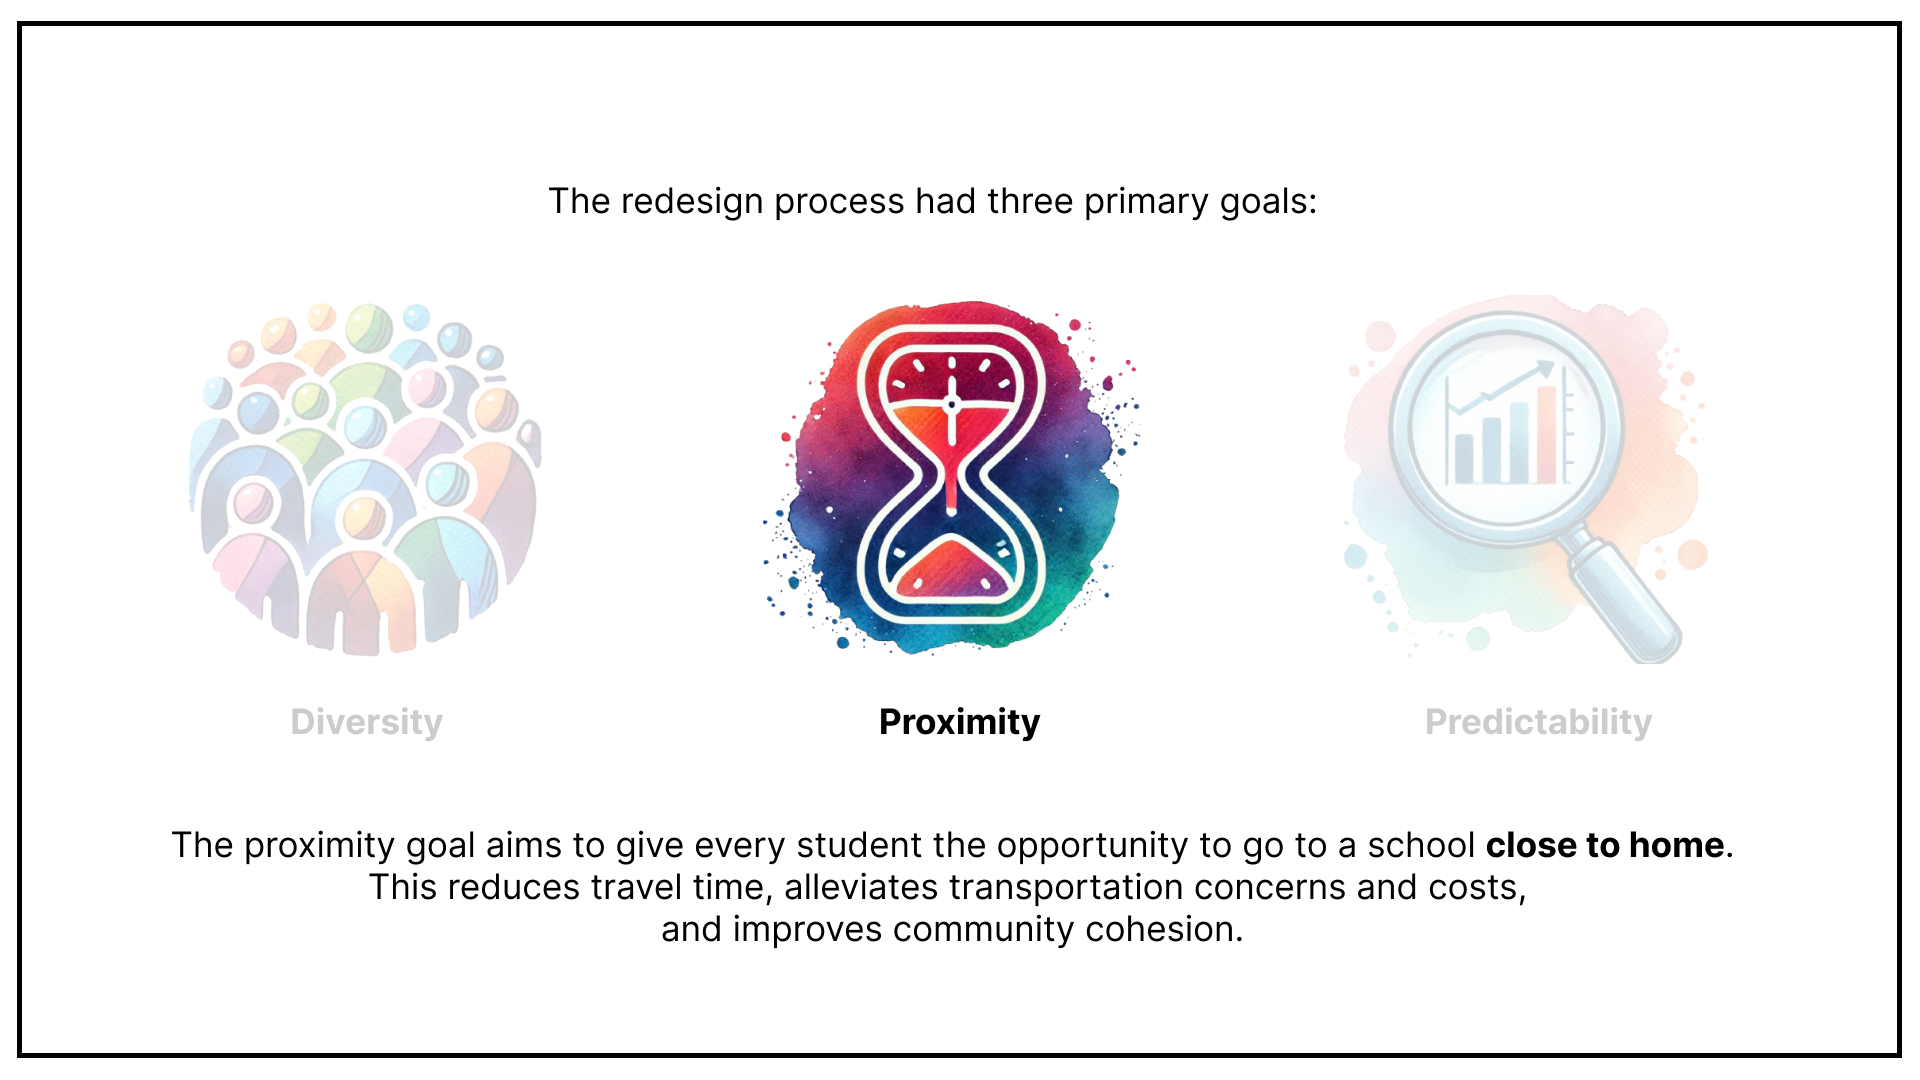 The redesign process had three primary goals:
Diversity
Proximity
Predictability
The proximity goal aims to give every student the opportunity to go to a school close to home.
This reduces travel time, alleviates transportation concerns and costs,
and improves community cohesion.